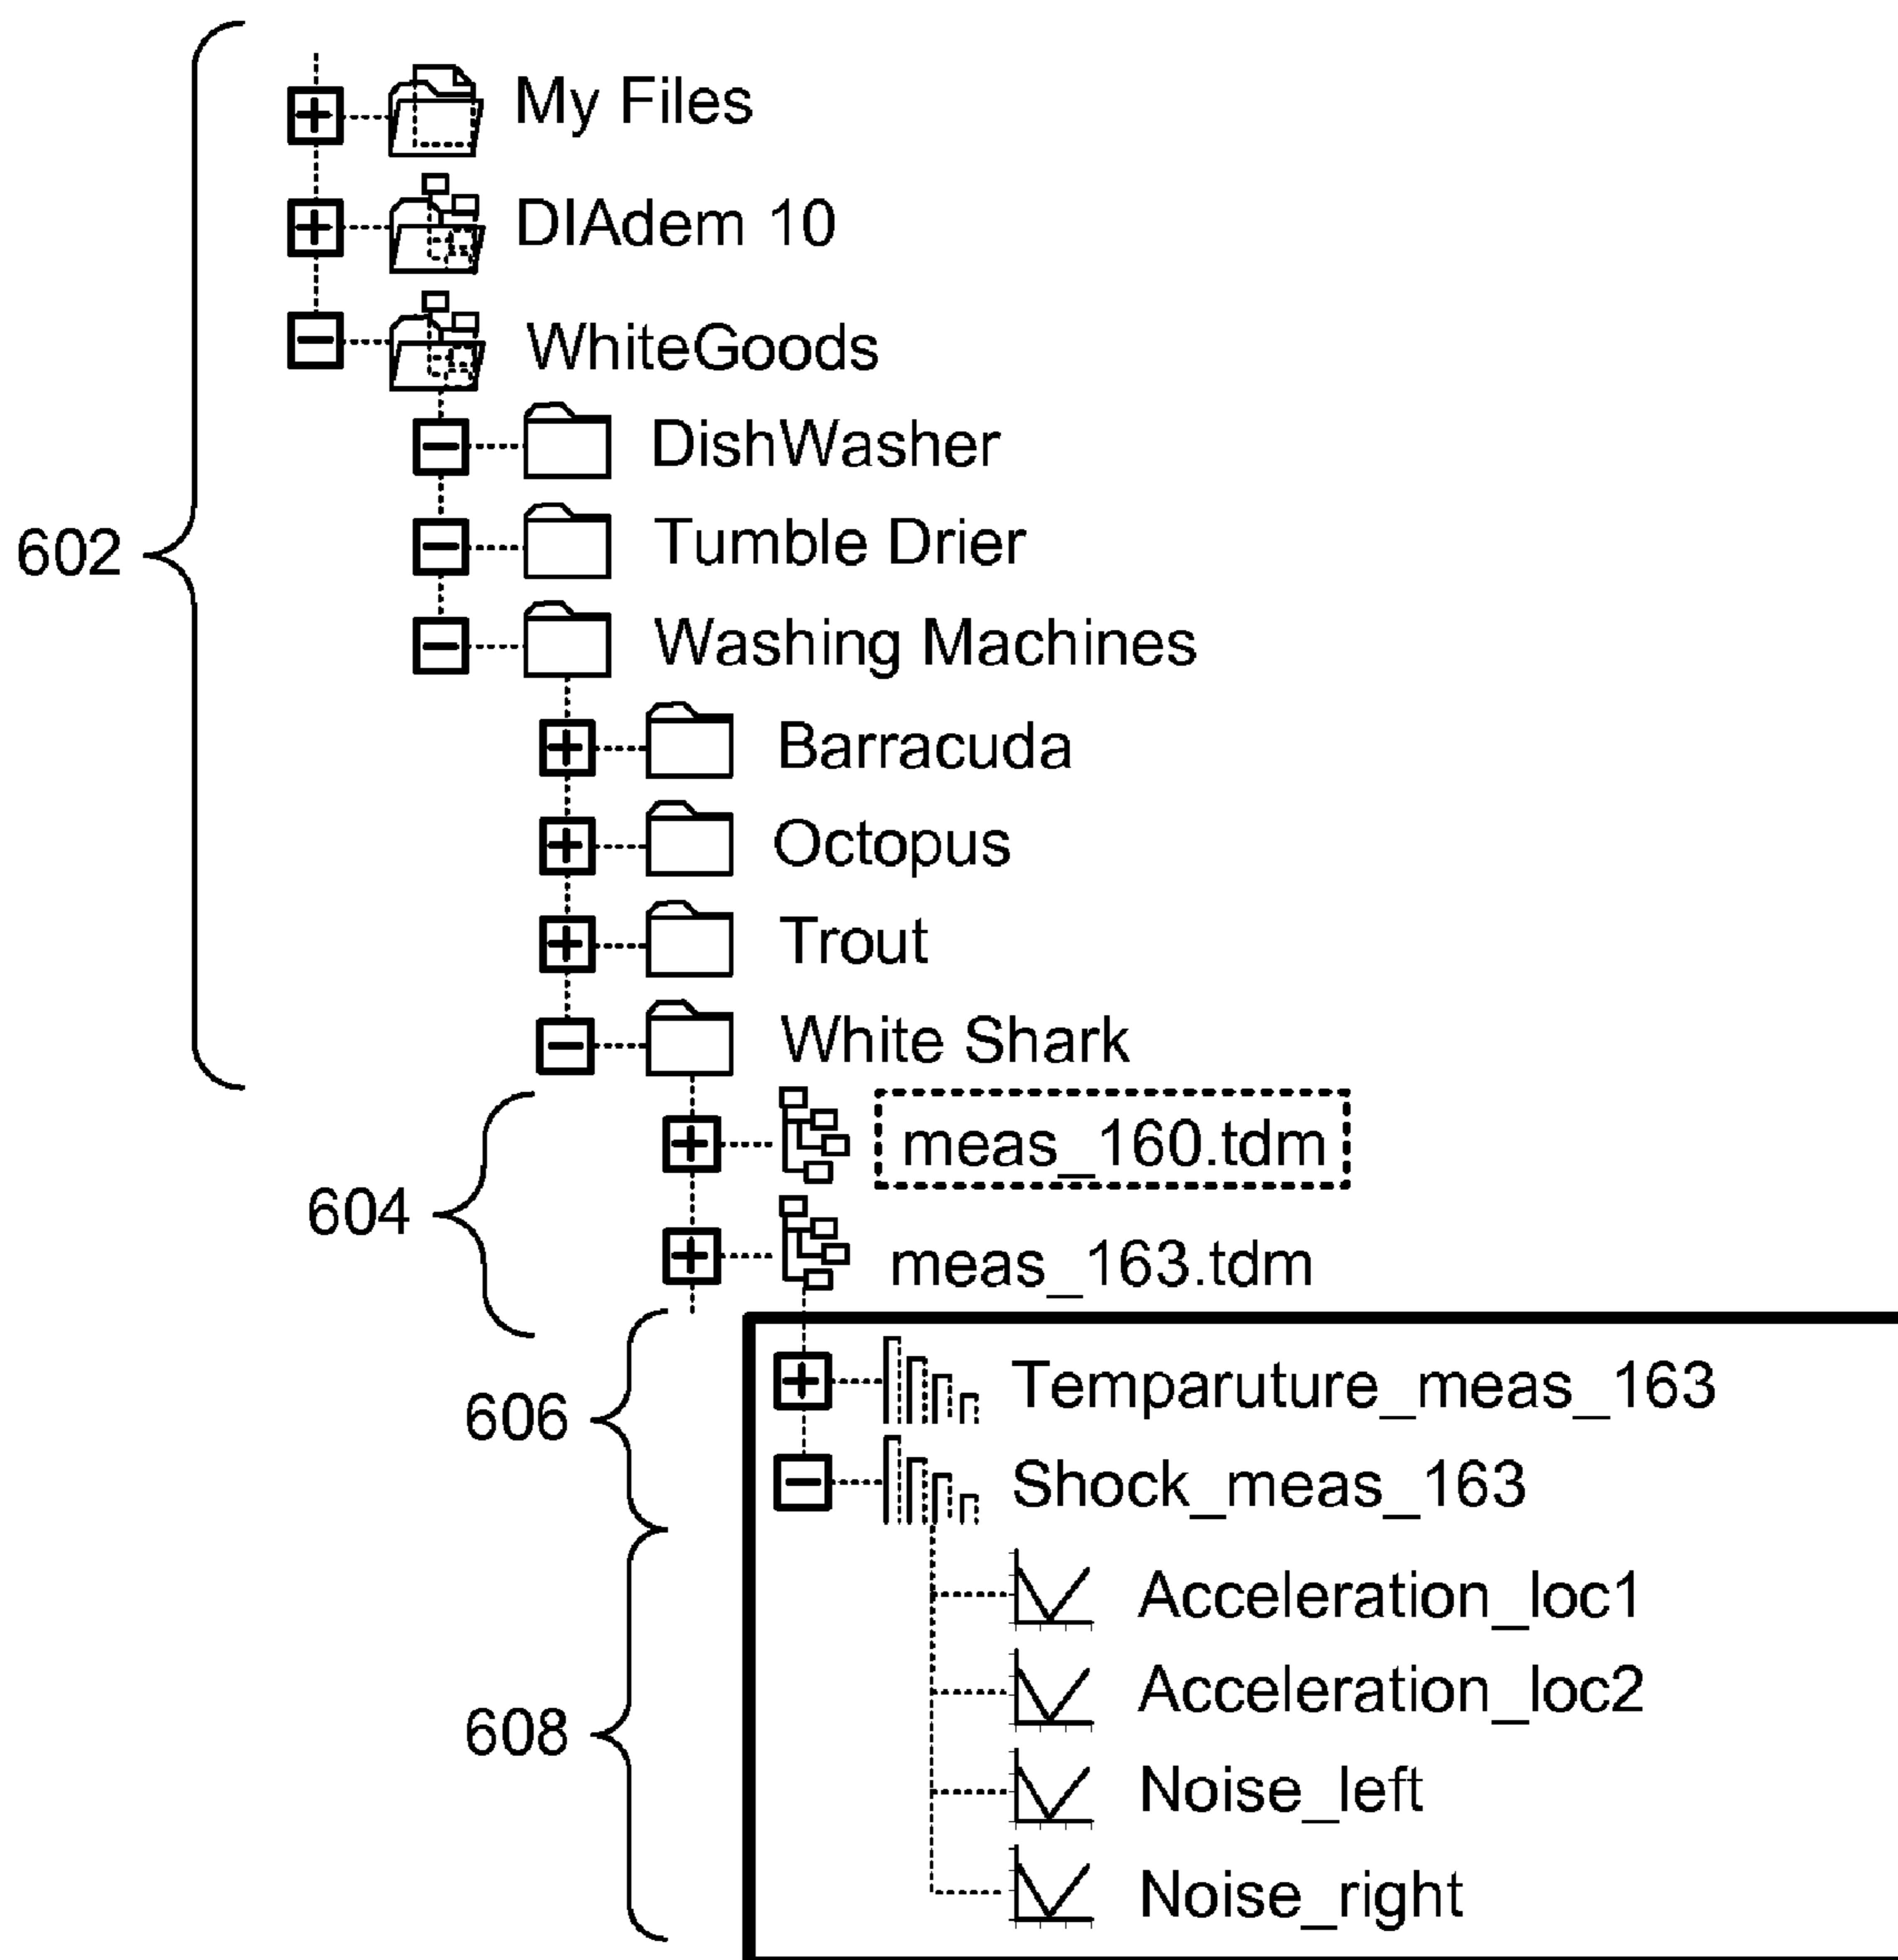 My Files
DIAdem 10
WhiteGoods
DishWasher
602
Tumble Drier
Washing Machines
Barracuda
Octopus
Trout
White Shark
meas_160.tdm
604
meas_163.tdm
Temparuture_meas_163
606
Shock_meas_163
Acceleration_loc1
Acceleration_loc2
608
Noise_left
Noise_right